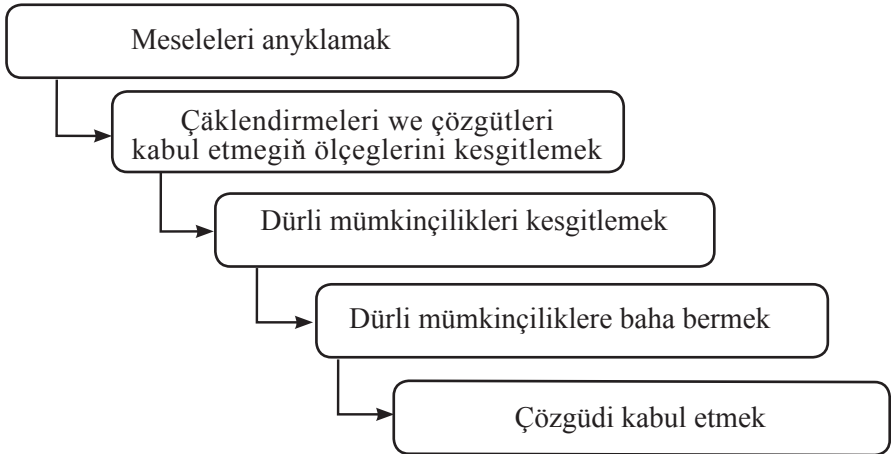 Meseleleri anyklamak
Çäklendirmeleri we çözgütleri
kabul etmegiň ölçeglerini kesgitlemek
Dürli mümkinçilikleri kesgitlemek
Dürli mümkinçiliklere baha bermek
Çözgüdi kabul etmek